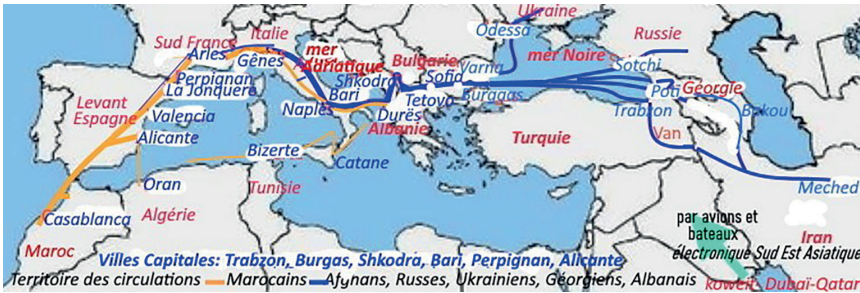 Ukraine
Odessa
Sud France
Italie
Arles
Gênes
mer
Adriatique
Bulgarie
mer Noire
Russie
Sotchi
Varna
Sofia
Shkodra
Perpignan
La Jonquère
Bari
Tetovo
Buragas
Poti
Géorgie
Levant
Espagne
Valencia
Naples
Durës
Trabzon
Bakou
Alicante
Albanie
Turquie
Van
Bizerte
Catane
Oran
Tunisie
Meched
Casablanca
Algérie
Maroc
par avions et
bateaux
électronique Sud Est Asiatique
Iran
koweit, Dubaï-Qatar
Villes Capitales: Trabzon, Burgas, Shkodra, Bari, Perpignan, Alicante
Territoire des circulations Marocains Afghans, Russes, Ukrainiens, Géorgiens, Albanais